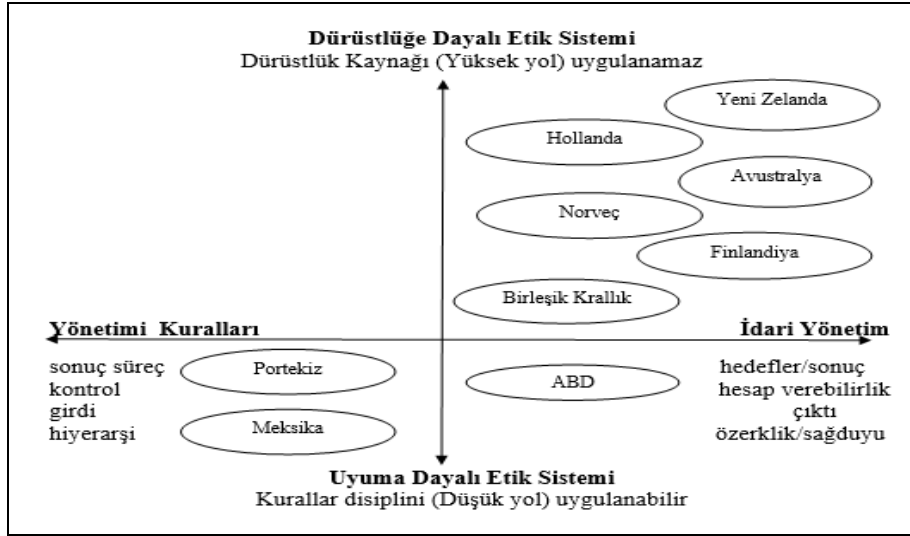 Dürüstlüğe Dayalı Etik Sistemi
Dürüstlük Kaynağı (Yüksek yol) uygulanamaz
Yeni Zelanda
Hollanda
Avustralya
Norveç
Finlandiya
Birleşik Krallık
Yönetimi Kuralları
İdari Yönetim
sonuç süreç
kontrol
girdi
hiyerarşi
Portekiz
Meksika
ABD
hedefler/sonuç
hesap verebilirlik
çıktı
özerklik/sağduyu
Uyuma Dayalı Etik Sistemi
Kurallar disiplini (Düşük yol) uygulanabilir